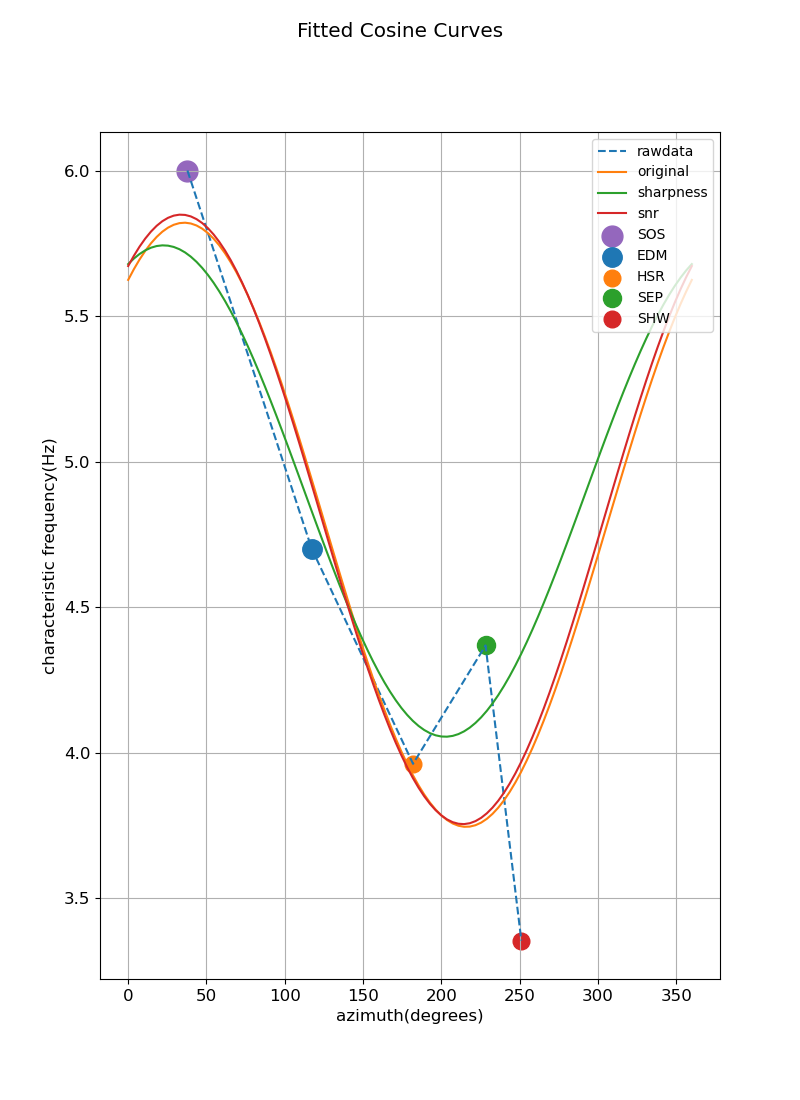 Fitted Cosine Curves
rawdata
original
sharpness
snr
SOS
EDM
HSR
SEP
SHW
6.0
5.5
5.0
4.5
4.0
3.5
characteristic frequency(Hz)
0 50 100 150 200 250 300 350
azimuth(degrees)